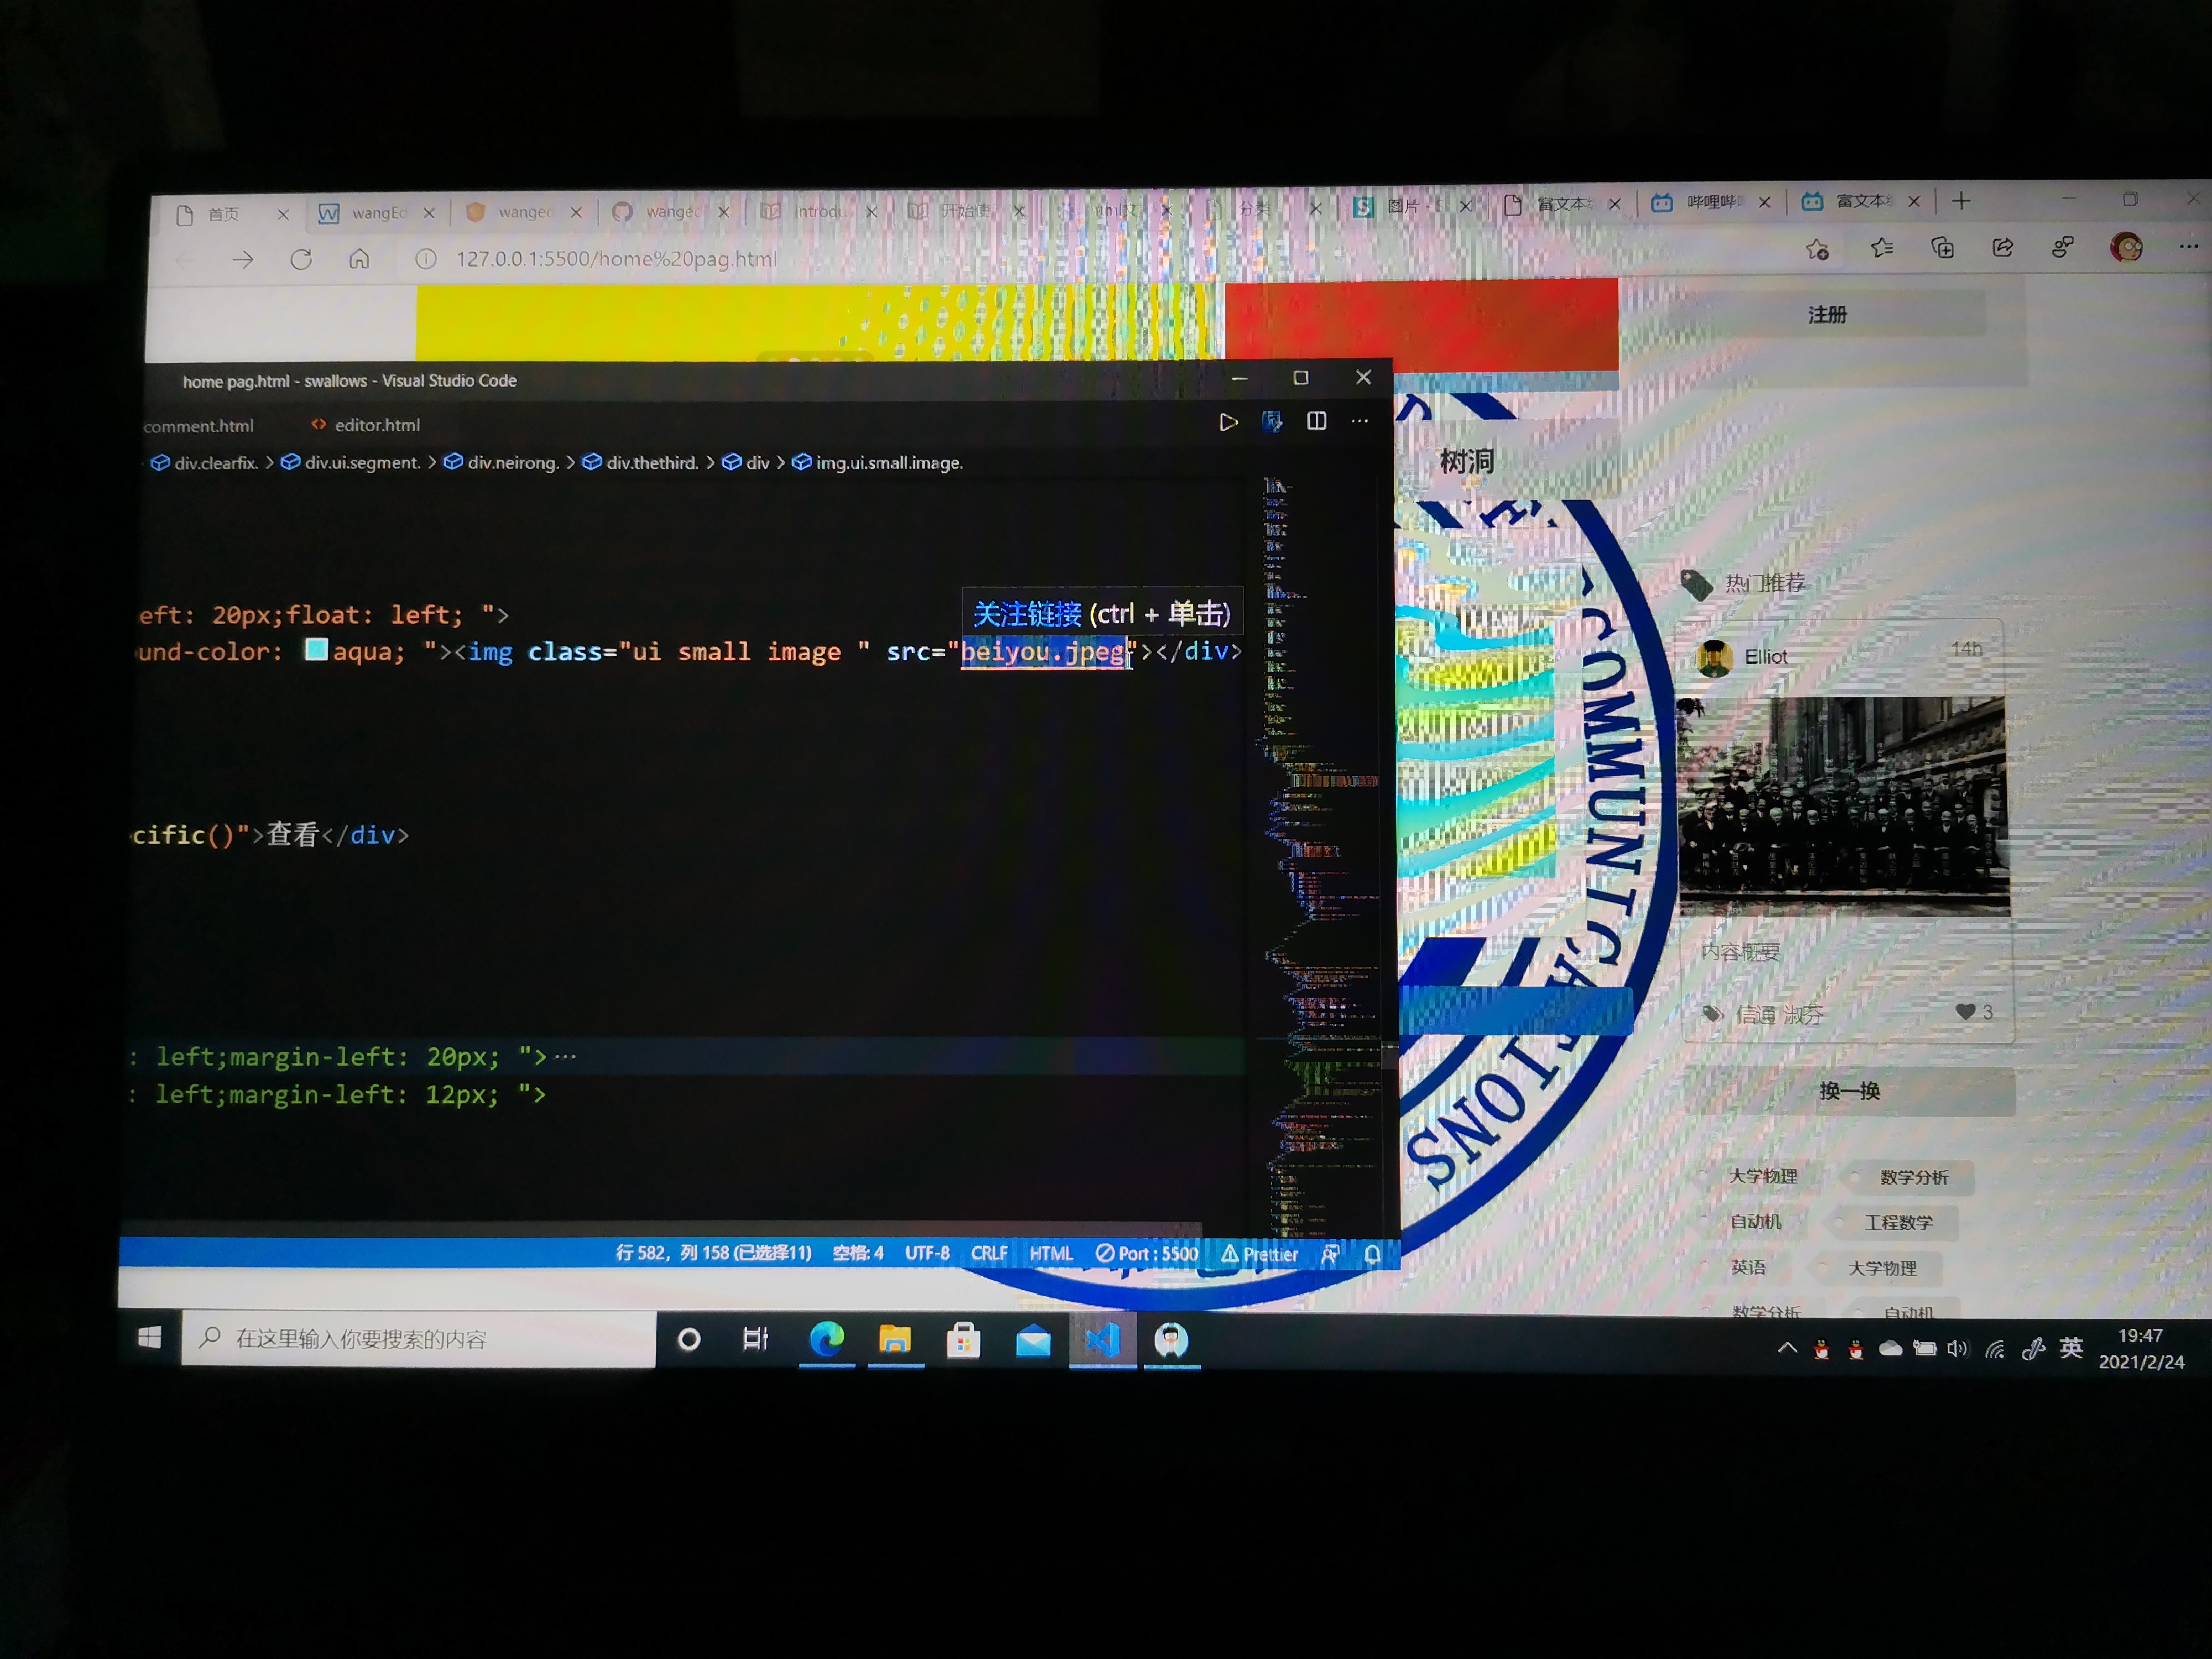 首页
wangEd
wanged
wanged
Introdu
开始使
html文
分类
图片 - S
富文本编
哔哩哔
富文本编
127.0.0.1:5500/home%20pag.html
注册
home pag.html - swallows - Visual Studio Code
comment.html
editor.html
div.clearfix. > div.ui.segment. > div.neirong. > div.thethird. > div > img.ui.small.image.
树洞
热门推荐
关注链接 (ctrl + 单击)
eft: 20px;float: left; ">
und-color: aqua; "><img class="ui small image " src="beiyou.jpeg"></div>
Elliot
14h
cific()">查看</div>
COMMUNICATIONS
内容概要
信通 淑芬
3
: left;margin-left: 20px; ">···
: left;margin-left: 12px; ">
换一换
大学物理
数学分析
自动机
工程数学
英语
大学物理
数学分析
自动机
行 582，列 158 (已选择11)
空格: 4
UTF-8
CRLF
HTML
Port : 5500
Prettier
在这里输入你要搜索的内容
英
19:47
2021/2/24